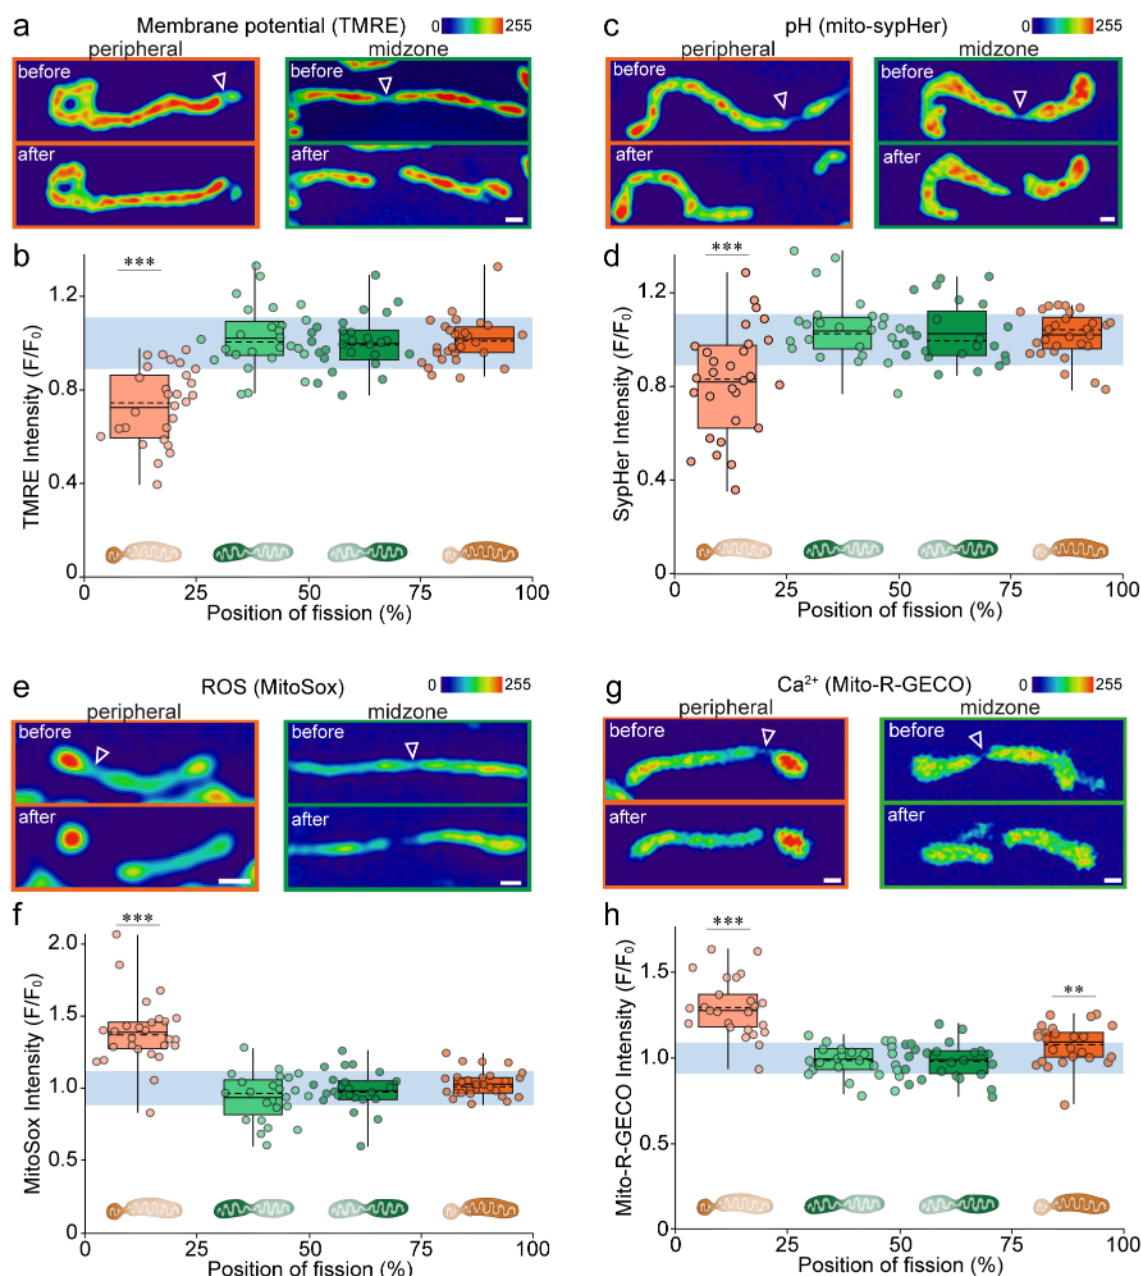 a Membrane potential (TMRE) 0 255
peripheral midzone
before
after
b
***
TMRE Intensity (F/F0)
1.2
0.8
0.4
0
0 25 50 75 100
Position of fission (%)
c pH (mito-sypHer) 0 255
peripheral midzone
before before
after after
d
***
SypHer Intensity (F/F0)
1.2
0.8
0.4
0
0 25 50 75 100
Position of fission (%)
e ROS (MitoSox) 0 255
peripheral midzone
before before
after after
f
***
MitoSox Intensity (F/F0)
2.0
1.5
1.0
1.5
0
0 25 50 75 100
Position of fission (%)
g Ca²⁺ (Mito-R-GECO) 0 255
peripheral midzone
before before
after after
h
***
**
Mito-R-GECO Intensity (F/F0)
1.5
1.0
0.5
0
0 25 50 75 100
Position of fission (%)